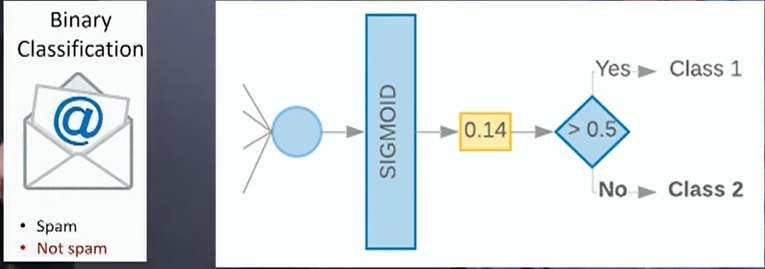 Binary
Classification
@
• Spam
• Not spam
SIGMOID
0.14
> 0.5
Yes
Class 1
No
Class 2